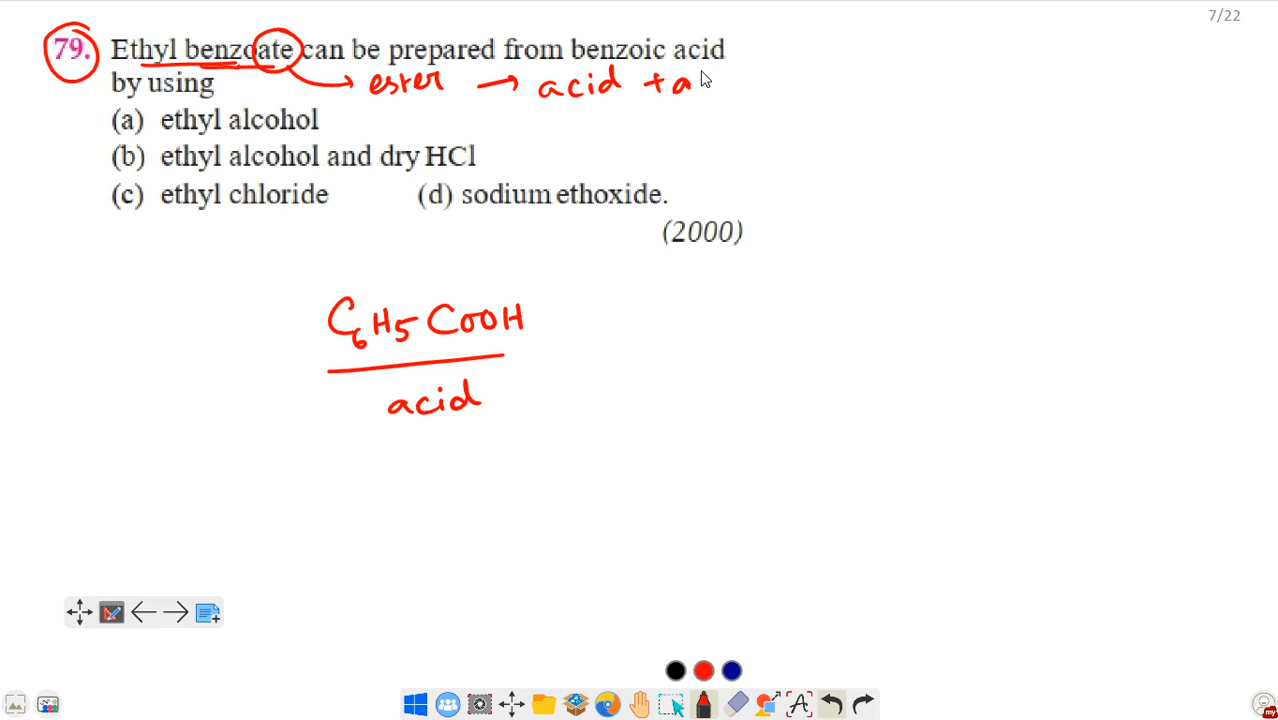 7/22
79. Ethyl benzoate can be prepared from benzoic acid
by using → ester → acid + a
(a) ethyl alcohol
(b) ethyl alcohol and dry HCl
(c) ethyl chloride (d) sodium ethoxide.
(2000)
C6H5COOH
acid